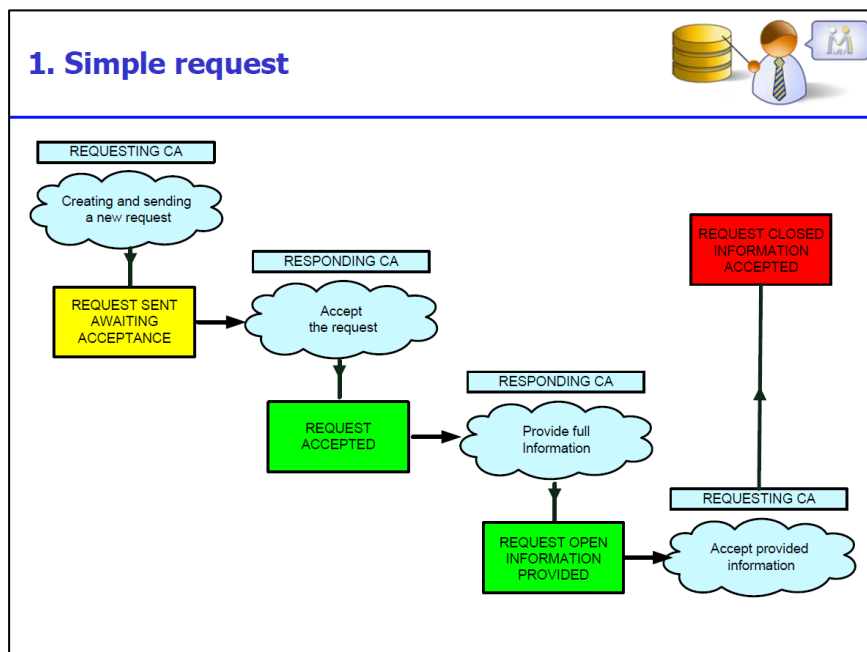 1. Simple request
REQUESTING CA
Creating and sending
a new request
REQUEST SENT
AWAITING
ACCEPTANCE
RESPONDING CA
Accept
the request
REQUEST
ACCEPTED
RESPONDING CA
Provide full
Information
REQUEST OPEN
INFORMATION
PROVIDED
REQUESTING CA
Accept provided
information
REQUEST CLOSED
INFORMATION
ACCEPTED